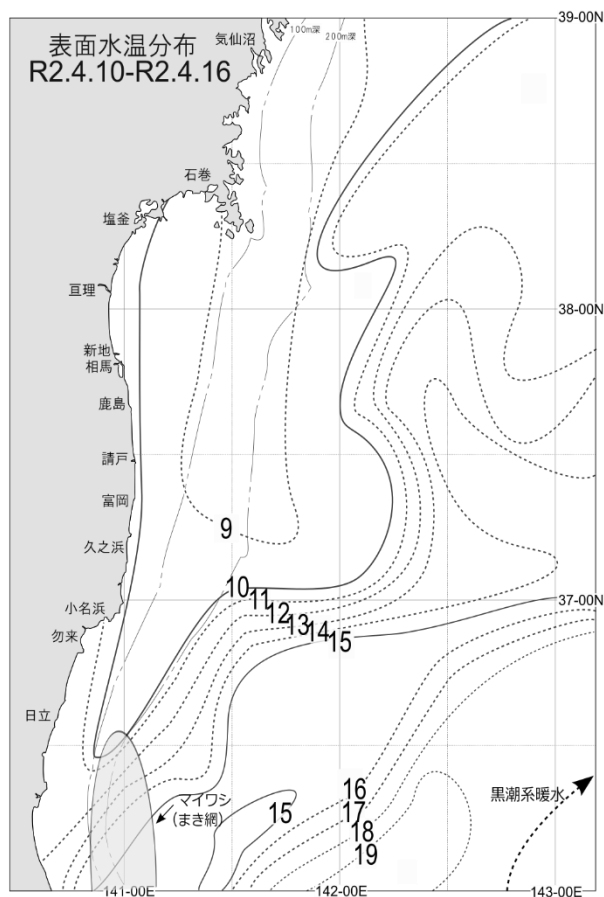 表面水温分布
R2.4.10-R2.4.16
気仙沼
100m深
200m深
39-00N
石巻
塩釜
亘理
38-00N
新地
相馬
鹿島
請戸
富岡
9
久之浜
10
11
12
13
14
15
37-00N
小名浜
勿来
日立
マイワシ
(まき網)
15
16
17
18
19
黒潮系暖水
141-00E
142-00E
143-00E